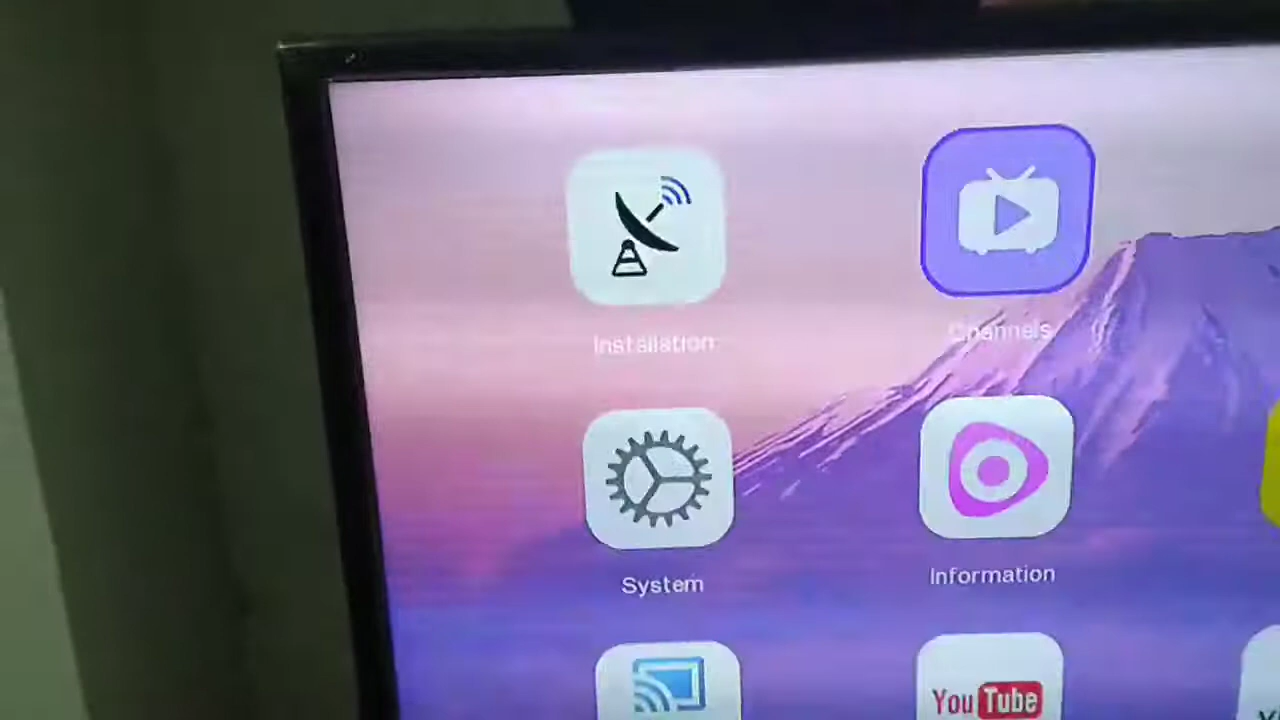 Installation
Channels
System
Information
YouTube